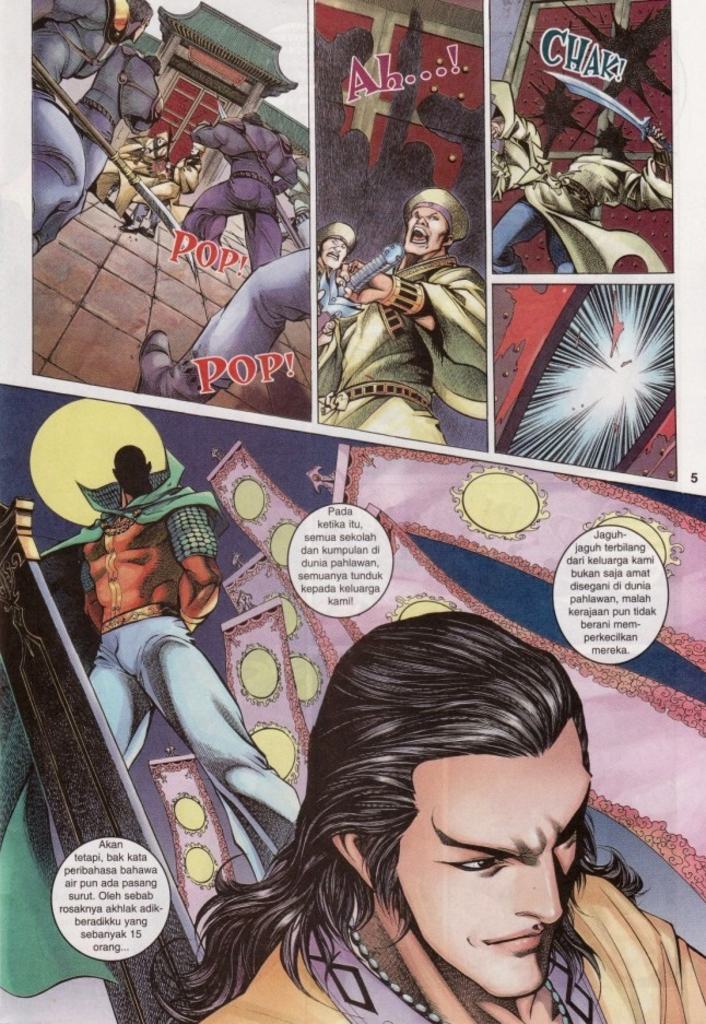 POP!
POP!
Ah...!
CHAK!
5
Pada
ketika itu,
semua sekolah
dan kumpulan di
dunia pahlawan,
semuanya tunduk
kepada keluarga
kami!
Jaguh-
jaguh terbilang
dari keluarga kami
bukan saja amat
disegani di dunia
pahlawan, malah
kerajaan pun tidak
berani mem-
perkecilkan
mereka.
Akan
tetapi, bak kata
peribahasa bahawa
air pun ada pasang
surut. Oleh sebab
rosaknya akhlak adik-
beradikku yang
sebanyak 15
orang...